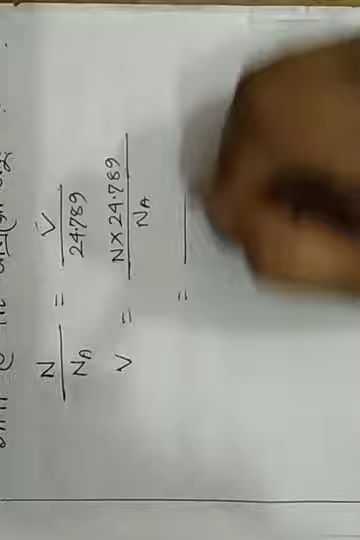 N/N_A = V/24.789
V = N×24.789/N_A
=